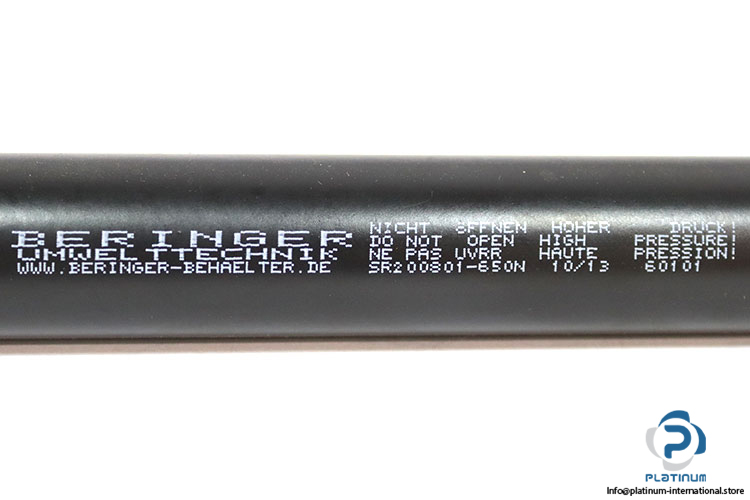 BERINGER
UMWELTTECHNIK
WWW.BERINGER-BEHAELTER.DE
NICHT ÖFFNEN HOHER DRUCK!
DO NOT OPEN HIGH PRESSURE!
NE PAS UVRR HAUTE PRESSION!
SR200801-650N 10/13 60101
PLATINUM
Info@platinum-international.store